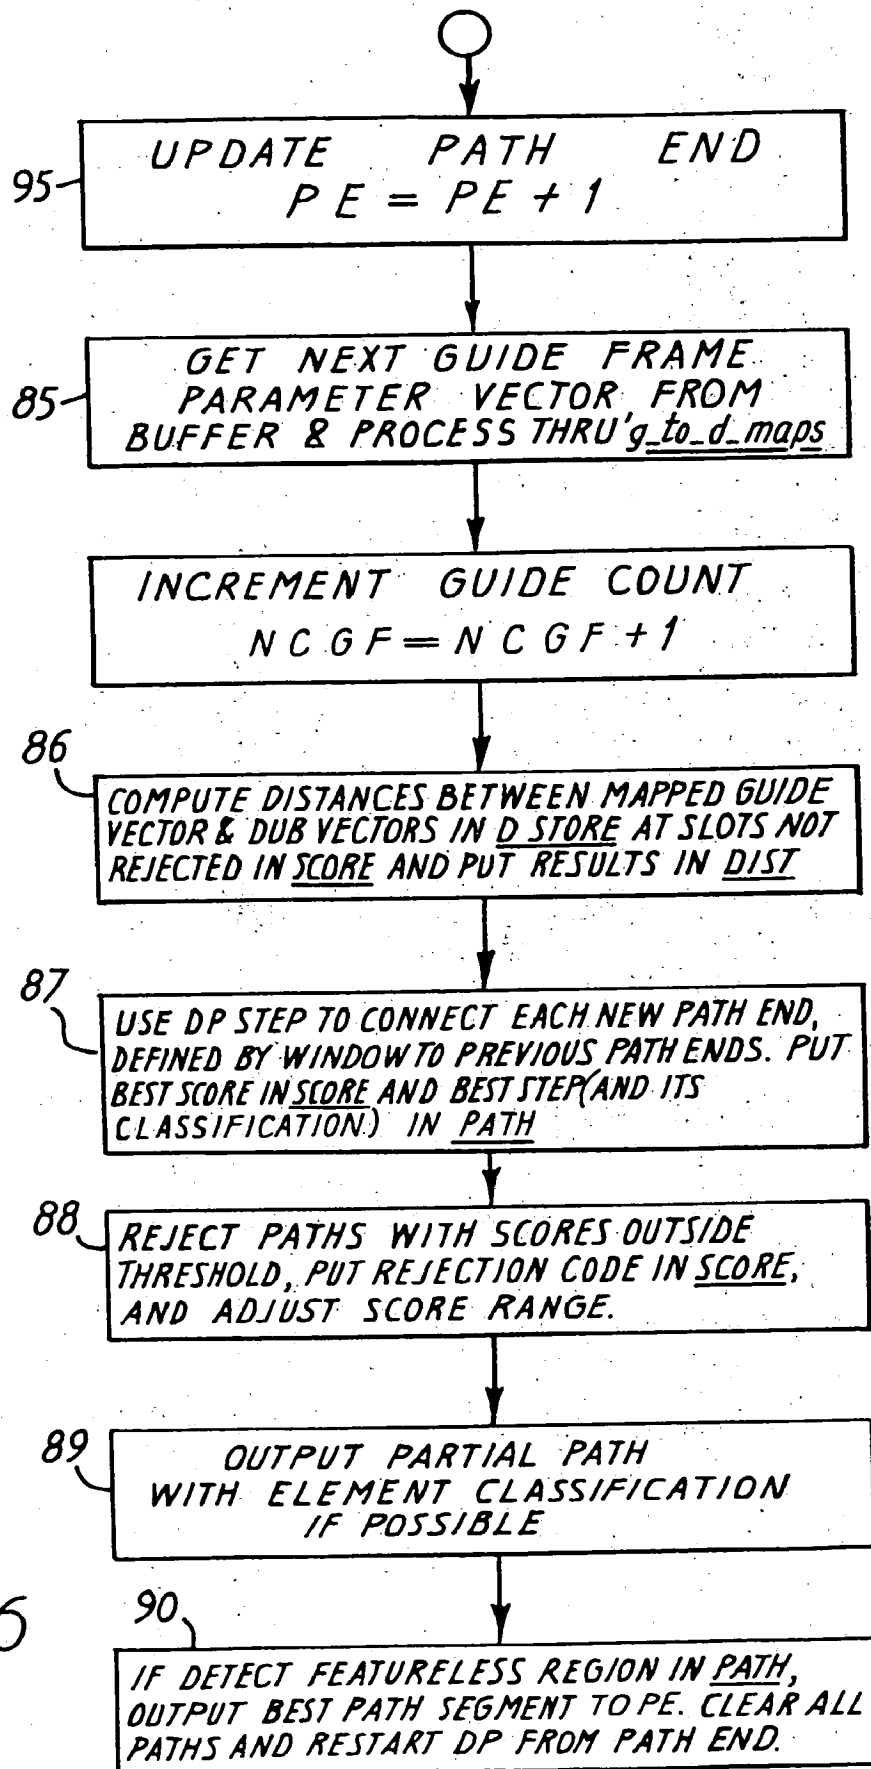 UPDATE PATH END
95
PE = PE + 1
GET NEXT GUIDE FRAME
85
PARAMETER VECTOR FROM
BUFFER & PROCESS THRU' g_to_d_maps
INCREMENT GUIDE COUNT
NCGF = NCGF + 1
86
COMPUTE DISTANCES BETWEEN MAPPED GUIDE
VECTOR & DUB VECTORS IN D STORE AT SLOTS NOT
REJECTED IN SCORE AND PUT RESULTS IN DIST
87
USE DP STEP TO CONNECT EACH NEW PATH END,
DEFINED BY WINDOW TO PREVIOUS PATH ENDS. PUT
BEST SCORE IN SCORE AND BEST STEP (AND ITS
CLASSIFICATION) IN PATH
88
REJECT PATHS WITH SCORES OUTSIDE
THRESHOLD, PUT REJECTION CODE IN SCORE,
AND ADJUST SCORE RANGE.
89
OUTPUT PARTIAL PATH
WITH ELEMENT CLASSIFICATION
IF POSSIBLE
6
90
IF DETECT FEATURELESS REGION IN PATH,
OUTPUT BEST PATH SEGMENT TO PE. CLEAR ALL
PATHS AND RESTART DP FROM PATH END.